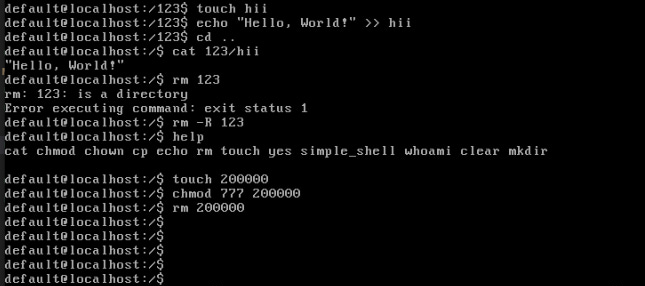 default@localhost:/123$ touch hii
default@localhost:/123$ echo "Hello, World!" >> hii
default@localhost:/123$ cd ..
default@localhost:/$ cat 123/hii
"Hello, World!"
default@localhost:/$ rm 123
rm: 123: is a directory
Error executing command: exit status 1
default@localhost:/$ rm -R 123
default@localhost:/$ help
cat chmod chown cp echo rm touch yes simple_shell whoami clear mkdir
default@localhost:/$ touch 200000
default@localhost:/$ chmod 777 200000
default@localhost:/$ rm 200000
default@localhost:/$
default@localhost:/$
default@localhost:/$
default@localhost:/$
default@localhost:/$